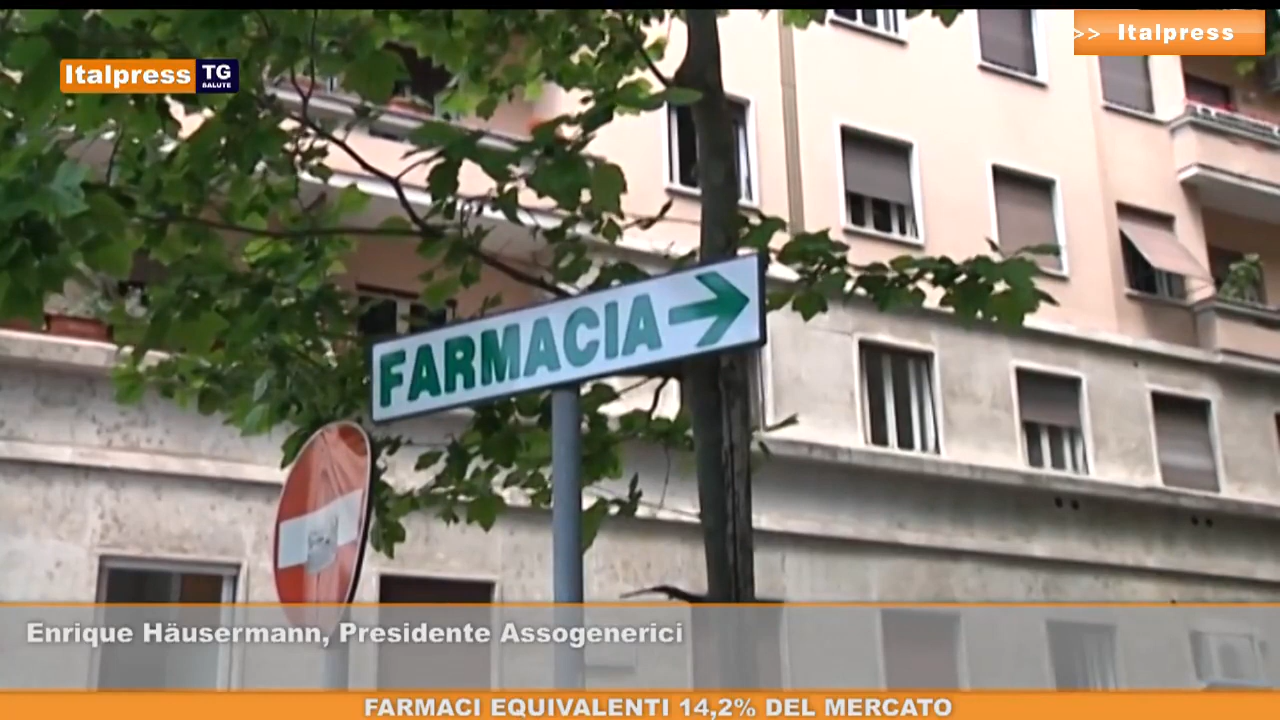 >> Italpress
Italpress TG
SALUTE
FARMACIA
Enrique Häusermann, Presidente Assogenerici
FARMACI EQUIVALENTI 14,2% DEL MERCATO